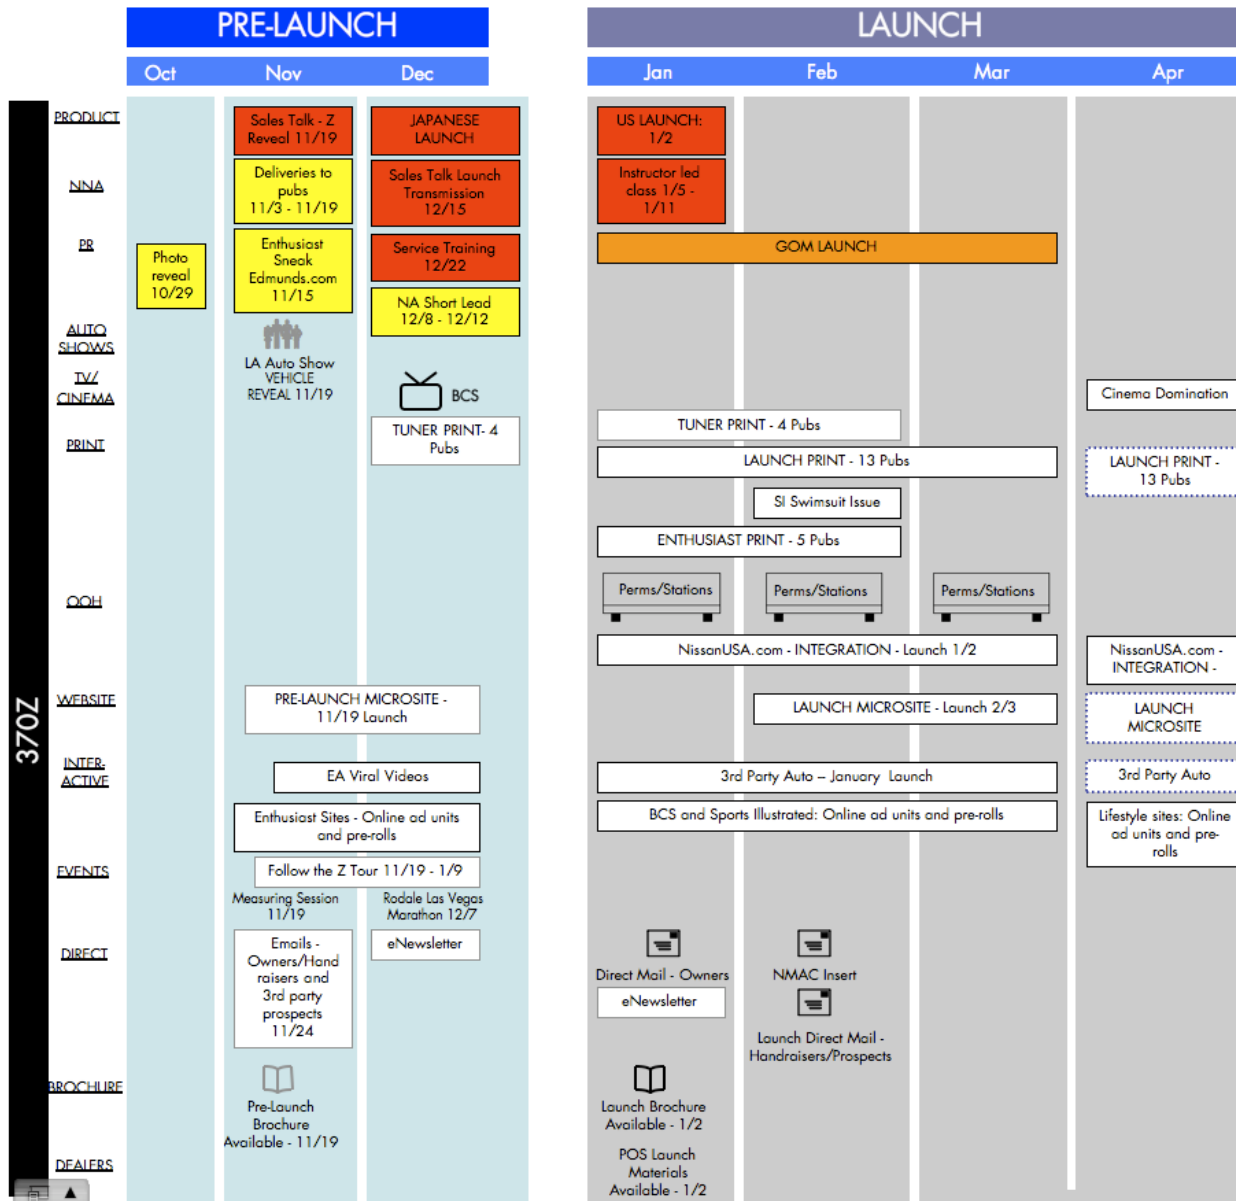 PRE-LAUNCH
LAUNCH
Oct
Nov
Dec
Jan
Feb
Mar
Apr
370Z
PRODUCT
Sales Talk - Z
Reveal 11/19
JAPANESE
LAUNCH
US LAUNCH:
1/2
NNA
Deliveries to
pubs
11/3 - 11/19
Sales Talk Launch
Transmission
12/15
Instructor led
class 1/5 -
1/11
PR
Photo
reveal
10/29
Enthusiast
Sneak
Edmunds.com
11/15
Service Training
12/22
NA Short Lead
12/8 - 12/12
GOM LAUNCH
AUTO
SHOWS
LA Auto Show
VEHICLE
REVEAL 11/19
TV/
CINEMA
BCS
Cinema Domination
PRINT
TUNER PRINT- 4
Pubs
TUNER PRINT - 4 Pubs
LAUNCH PRINT - 13 Pubs
LAUNCH PRINT -
13 Pubs
SI Swimsuit Issue
ENTHUSIAST PRINT - 5 Pubs
OOH
Perms/Stations
Perms/Stations
Perms/Stations
NissanUSA.com - INTEGRATION - Launch 1/2
NissanUSA.com -
INTEGRATION -
WEBSITE
PRE-LAUNCH MICROSITE -
11/19 Launch
LAUNCH MICROSITE - Launch 2/3
LAUNCH
MICROSITE
INTER-
ACTIVE
EA Viral Videos
3rd Party Auto – January Launch
3rd Party Auto
Enthusiast Sites - Online ad units
and pre-rolls
BCS and Sports Illustrated: Online ad units and pre-rolls
Lifestyle sites: Online
ad units and pre-
rolls
EVENTS
Follow the Z Tour 11/19 - 1/9
Measuring Session
11/19
Rodale Las Vegas
Marathon 12/7
DIRECT
Emails -
Owners/Hand
raisers and
3rd party
prospects
11/24
eNewsletter
Direct Mail - Owners
eNewsletter
NMAC Insert
Launch Direct Mail -
Handraisers/Prospects
BROCHURE
Pre-Launch
Brochure
Available - 11/19
Launch Brochure
Available - 1/2
DEALERS
POS Launch
Materials
Available - 1/2